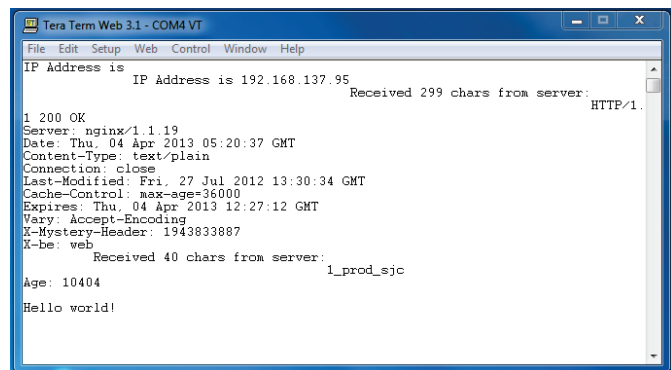 Tera Term Web 3.1 - COM4 VT
File Edit Setup Web Control Window Help
IP Address is
IP Address is 192.168.137.95
Received 299 chars from server:
HTTP/1.
1 200 OK
Server: nginx/1.1.19
Date: Thu, 04 Apr 2013 05:20:37 GMT
Content-Type: text/plain
Connection: close
Last-Modified: Fri, 27 Jul 2012 13:30:34 GMT
Cache-Control: max-age=36000
Expires: Thu, 04 Apr 2013 12:27:12 GMT
Vary: Accept-Encoding
X-Mystery-Header: 1943833887
X-be: web
Received 40 chars from server:
1_prod_sjc
Age: 10404
Hello world!